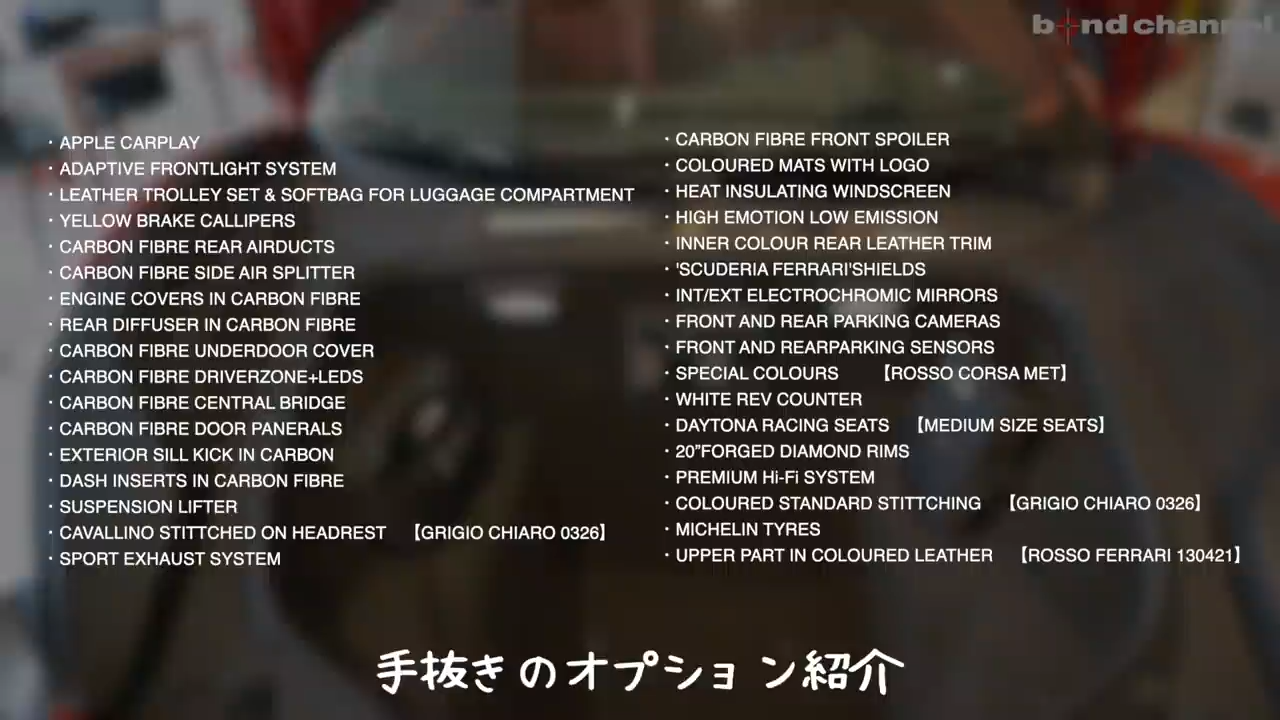 bond channel
・APPLE CARPLAY
・ADAPTIVE FRONTLIGHT SYSTEM
・LEATHER TROLLEY SET & SOFTBAG FOR LUGGAGE COMPARTMENT
・YELLOW BRAKE CALLIPERS
・CARBON FIBRE REAR AIRDUCTS
・CARBON FIBRE SIDE AIR SPLITTER
・ENGINE COVERS IN CARBON FIBRE
・REAR DIFFUSER IN CARBON FIBRE
・CARBON FIBRE UNDERDOOR COVER
・CARBON FIBRE DRIVERZONE+LEDS
・CARBON FIBRE CENTRAL BRIDGE
・CARBON FIBRE DOOR PANERALS
・EXTERIOR SILL KICK IN CARBON
・DASH INSERTS IN CARBON FIBRE
・SUSPENSION LIFTER
・CAVALLINO STITTCHED ON HEADREST 【GRIGIO CHIARO 0326】
・SPORT EXHAUST SYSTEM
・CARBON FIBRE FRONT SPOILER
・COLOURED MATS WITH LOGO
・HEAT INSULATING WINDSCREEN
・HIGH EMOTION LOW EMISSION
・INNER COLOUR REAR LEATHER TRIM
・'SCUDERIA FERRARI'SHIELDS
・INT/EXT ELECTROCHROMIC MIRRORS
・FRONT AND REAR PARKING CAMERAS
・FRONT AND REARPARKING SENSORS
・SPECIAL COLOURS 【ROSSO CORSA MET】
・WHITE REV COUNTER
・DAYTONA RACING SEATS 【MEDIUM SIZE SEATS】
・20”FORGED DIAMOND RIMS
・PREMIUM Hi-Fi SYSTEM
・COLOURED STANDARD STITTCHING 【GRIGIO CHIARO 0326】
・MICHELIN TYRES
・UPPER PART IN COLOURED LEATHER 【ROSSO FERRARI 130421】
手抜きのオプション紹介